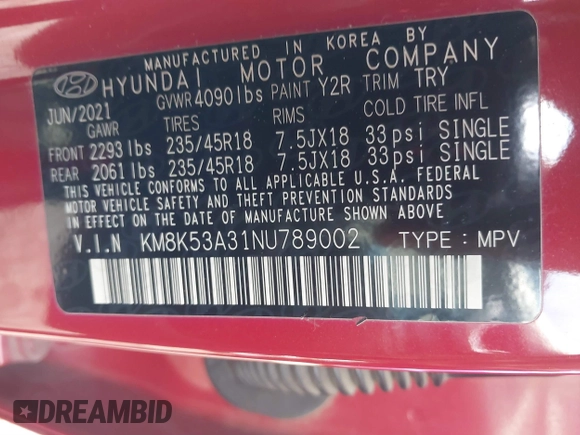 MANUFACTURED IN KOREA BY
HYUNDAI MOTOR COMPANY
JUN/2021 GVWR 4090lbs PAINT Y2R TRIM TRY
GAWR TIRES RIMS COLD TIRE INFL
FRONT 2293 lbs 235/45R18 7.5JX18 33psi SINGLE
REAR 2061 lbs 235/45R18 7.5JX18 33psi SINGLE
THIS VEHICLE CONFORMS TO ALL APPLICABLE U.S.A. FEDERAL
MOTOR VEHICLE SAFETY AND THEFT PREVENTION STANDARDS
IN EFFECT ON THE DATE OF MANUFACTURE SHOWN ABOVE
V.I.N KM8K53A31NU789002 TYPE : MPV
DREAMBID